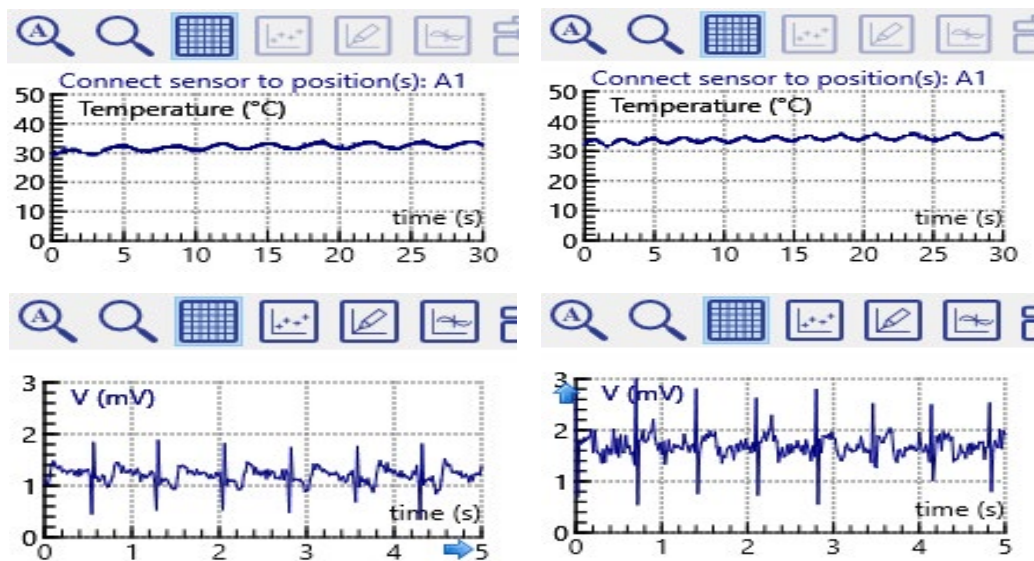 A
A
Connect sensor to position(s): A1
50
Temperature (°C)
40
30
20
10
time (s)
0
0 5 10 15 20 25 30
Connect sensor to position(s): A1
50
Temperature (°C)
40
30
20
10
time (s)
0
0 5 10 15 20 25 30
A
A
3
V (mV)
2
1
time (s)
0
0 1 2 3 4 5
3
V (mV)
2
1
time (s)
0
0 1 2 3 4 5